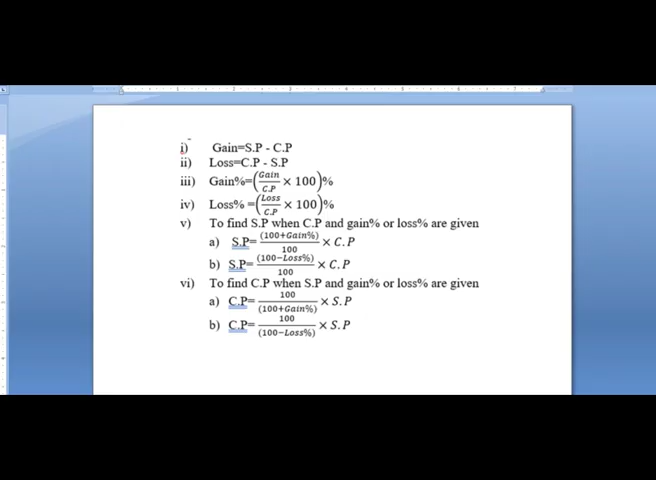 i) Gain=S.P - C.P
ii) Loss=C.P - S.P
iii) Gain%=(Gain/C.P × 100)%
iv) Loss% =(Loss/C.P × 100)%
v) To find S.P when C.P and gain% or loss% are given
a) S.P= (100+Gain%)/100 × C.P
b) S.P= (100−Loss%)/100 × C.P
vi) To find C.P when S.P and gain% or loss% are given
a) C.P= 100/(100+Gain%) × S.P
b) C.P= 100/(100−Loss%) × S.P